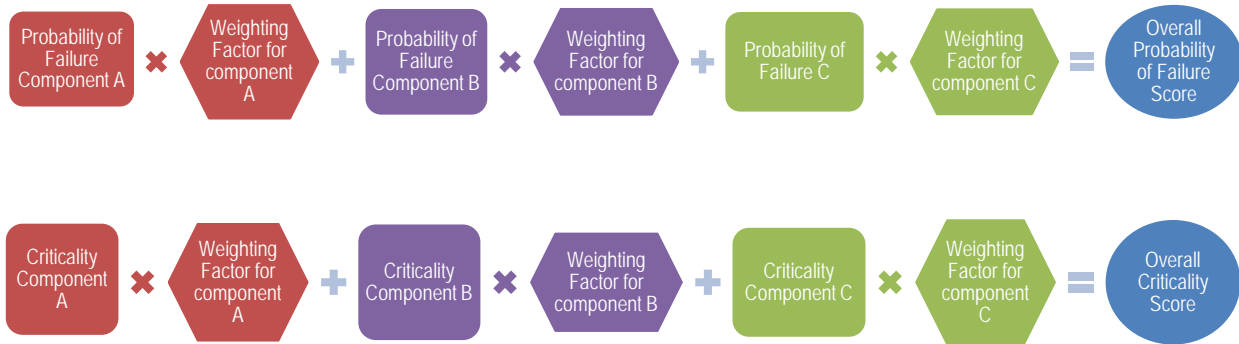 Probability of
Failure
Component A
Weighting
Factor for
component
A
Probability of
Failure
Component B
Weighting
Factor for
component B
Probability of
Failure C
Weighting
Factor for
component C
Overall
Probability
of Failure
Score
Criticality
Component
A
Weighting
Factor for
component
A
Criticality
Component B
Weighting
Factor for
component B
Criticality
Component C
Weighting
Factor for
component
C
Overall
Criticality
Score